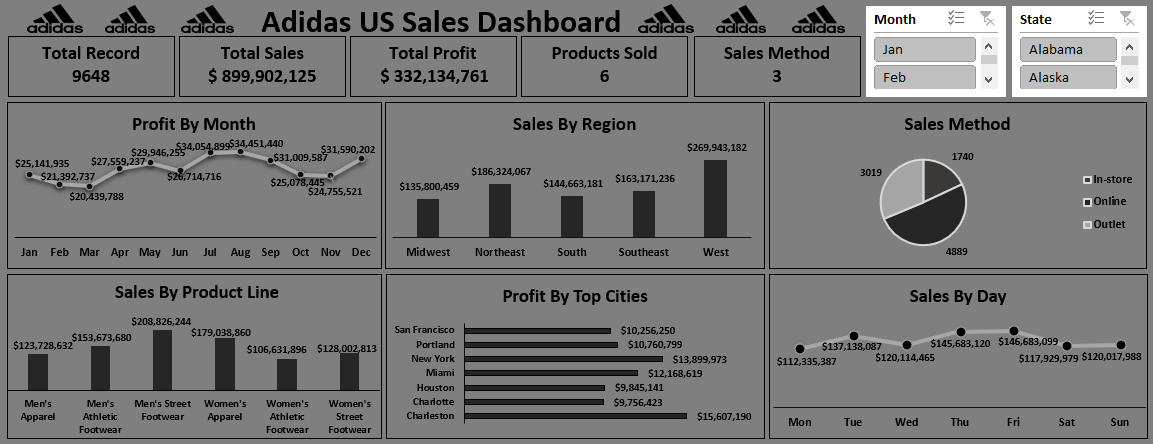 adidas adidas adidas Adidas US Sales Dashboard adidas adidas adidas
Total Record
9648
Total Sales
$ 899,902,125
Total Profit
$ 332,134,761
Products Sold
6
Sales Method
3
Month
Jan
Feb
State
Alabama
Alaska
Profit By Month
$25,141,935
$21,392,737
$20,439,788
$27,559,237
$29,946,255
$26,714,716
$34,054,899
$34,451,440
$31,009,587
$25,078,445
$24,755,521
$31,590,202
Jan Feb Mar Apr May Jun Jul Aug Sep Oct Nov Dec
Sales By Region
$135,800,459
$186,324,067
$144,663,181
$163,171,236
$269,943,182
Midwest Northeast South Southeast West
Sales Method
1740
3019
4889
In-store
Online
Outlet
Sales By Product Line
$123,728,632
$153,673,680
$208,826,244
$179,038,860
$106,631,896
$128,002,813
Men's
Apparel
Men's
Athletic
Footwear
Men's Street
Footwear
Women's
Apparel
Women's
Athletic
Footwear
Women's
Street
Footwear
Profit By Top Cities
San Francisco $10,256,250
Portland $10,760,799
New York $13,899,973
Miami $12,168,619
Houston $9,845,141
Charlotte $9,756,423
Charleston $15,607,190
Sales By Day
$112,335,387
$137,138,087
$120,114,465
$145,683,120
$146,683,099
$117,929,979
$120,017,988
Mon Tue Wed Thu Fri Sat Sun